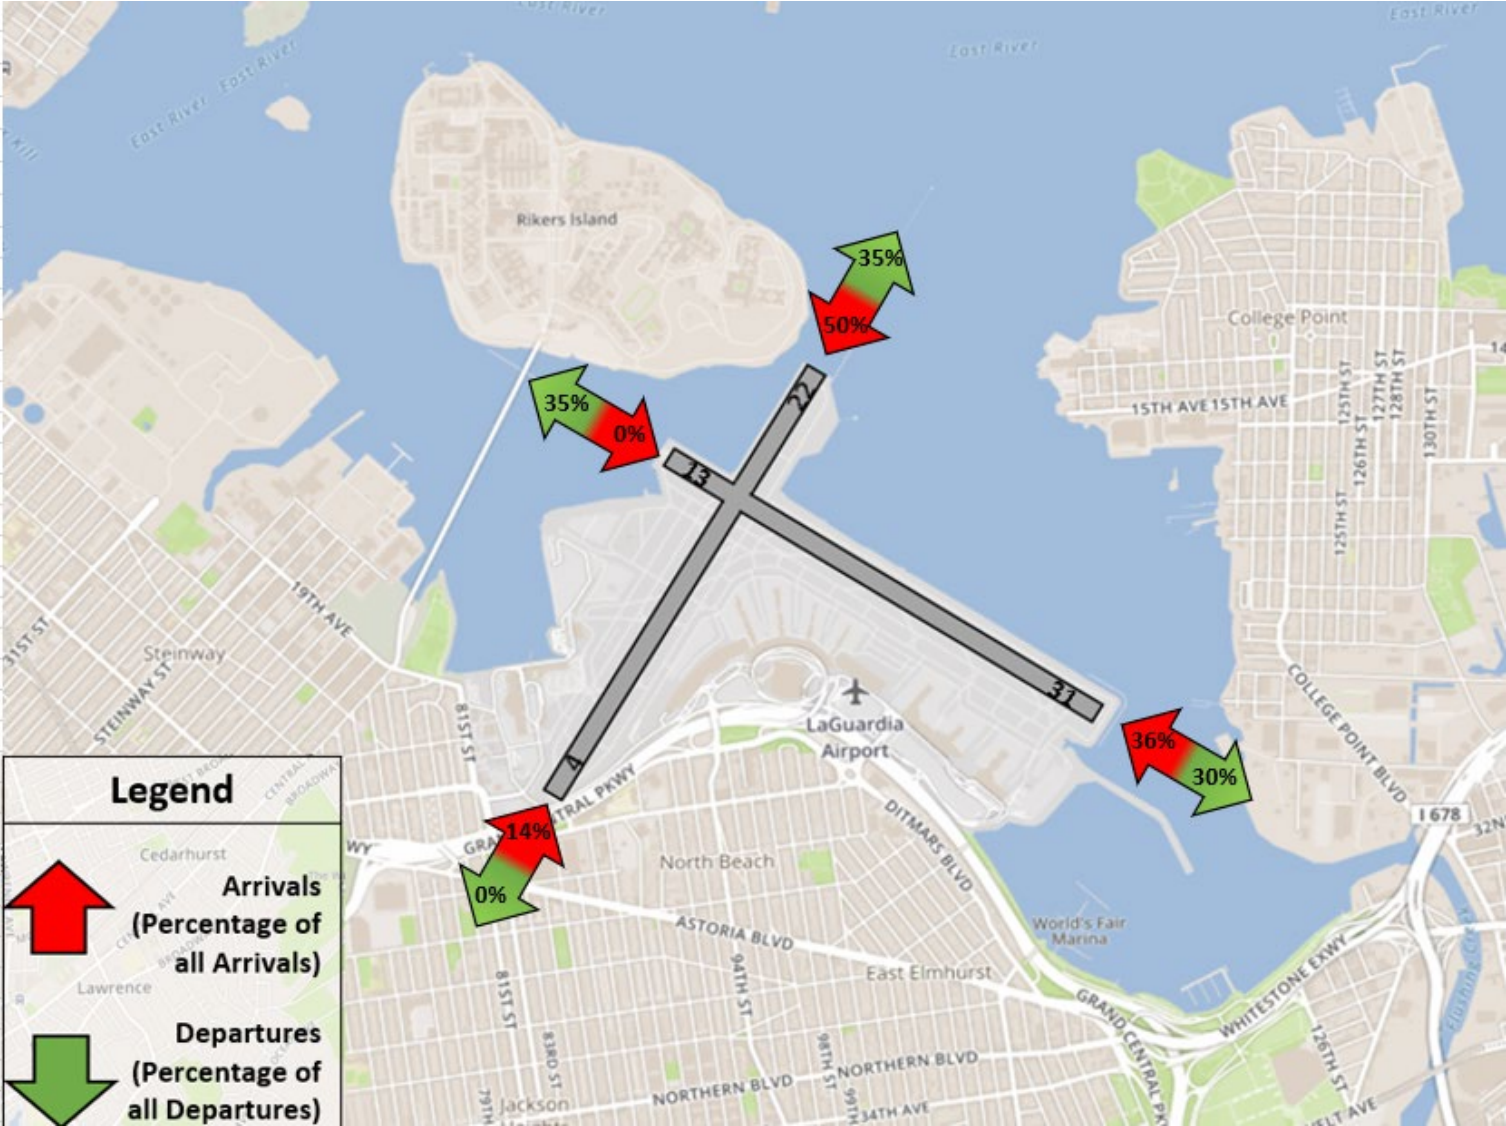 East River
East River
East River
East River
East River
Rikers Island
35%
50%
35%
0%
College Point
15TH AVE
15TH AVE
125TH ST
127TH ST
128TH ST
126TH ST
130TH ST
125TH ST
22
13
19TH AVE
31ST ST
Steinway
STEINWAY ST
81ST ST
31
4
LaGuardia
Airport
36%
30%
COLLEGE POINT BLVD
I 678
14%
0%
DITMARS BLVD
North Beach
ASTORIA BLVD
World's Fair
Marina
East Elmhurst
94TH ST
81ST ST
83RD ST
98TH ST
99TH
79TH
GRAND CENTRAL PK
WHITESTONE EXWY
126TH ST
NORTHERN BLVD
NORTHERN BLVD
34TH AVE
Jackson
Legend
Cedarhurst
Lawrence
Arrivals
(Percentage of
all Arrivals)
Departures
(Percentage of
all Departures)